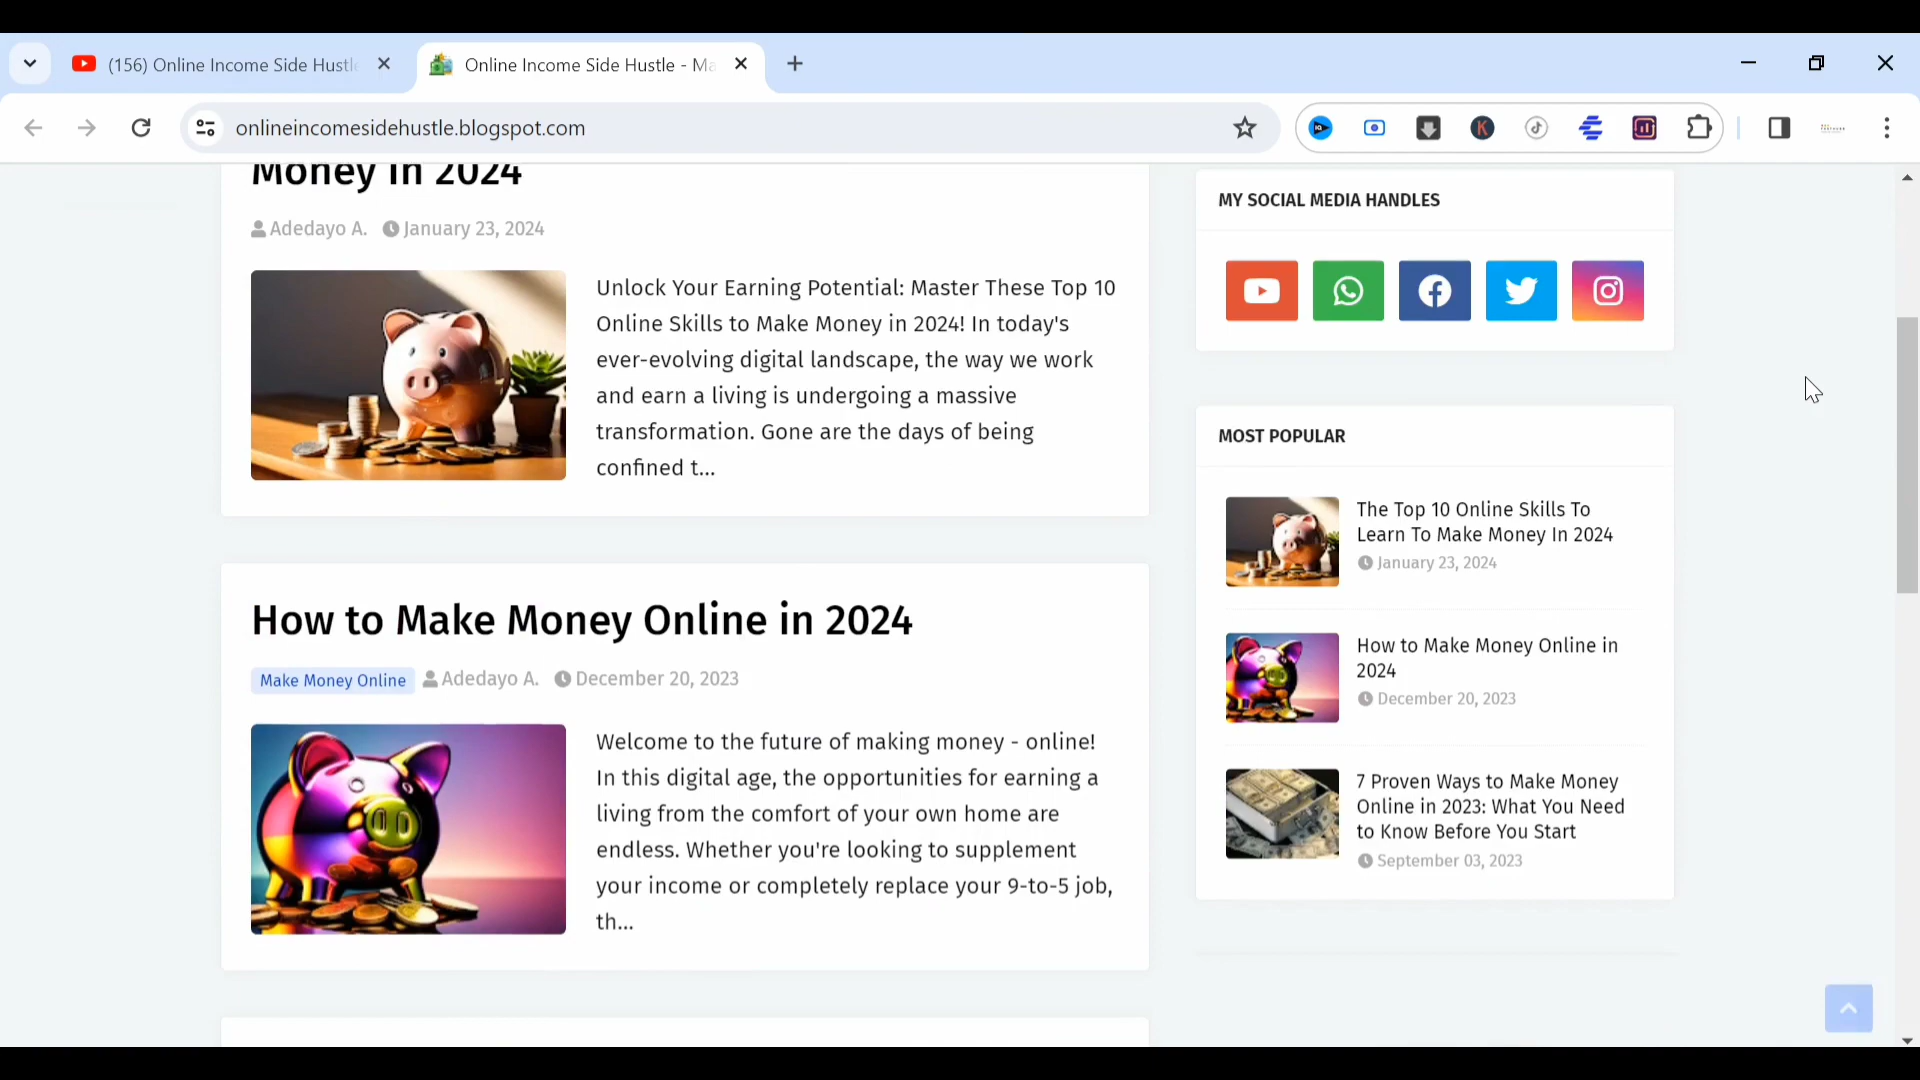 (156) Online Income Side Hustle
Online Income Side Hustle - Ma
onlineincomesidehustle.blogspot.com
Money in 2024
Adedayo A. January 23, 2024
Unlock Your Earning Potential: Master These Top 10
Online Skills to Make Money in 2024! In today's
ever-evolving digital landscape, the way we work
and earn a living is undergoing a massive
transformation. Gone are the days of being
confined t...
How to Make Money Online in 2024
Make Money Online Adedayo A. December 20, 2023
Welcome to the future of making money - online!
In this digital age, the opportunities for earning a
living from the comfort of your own home are
endless. Whether you're looking to supplement
your income or completely replace your 9-to-5 job,
th...
MY SOCIAL MEDIA HANDLES
MOST POPULAR
The Top 10 Online Skills To
Learn To Make Money In 2024
January 23, 2024
How to Make Money Online in
2024
December 20, 2023
7 Proven Ways to Make Money
Online in 2023: What You Need
to Know Before You Start
September 03, 2023